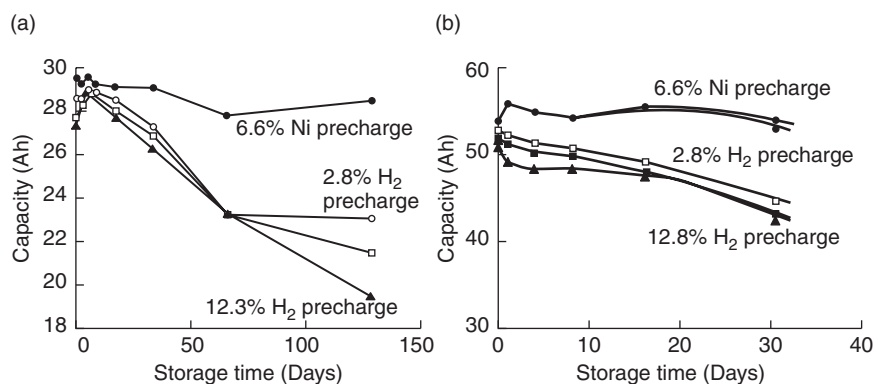 (a)
30
28
26
24
22
20
18
Capacity (Ah)
6.6% Ni precharge
2.8% H2
precharge
12.3% H2 precharge
0
50
100
150
Storage time (Days)
(b)
60
50
40
30
Capacity (Ah)
6.6% Ni precharge
2.8% H2 precharge
12.8% H2 precharge
0
10
20
30
40
Storage time (Days)